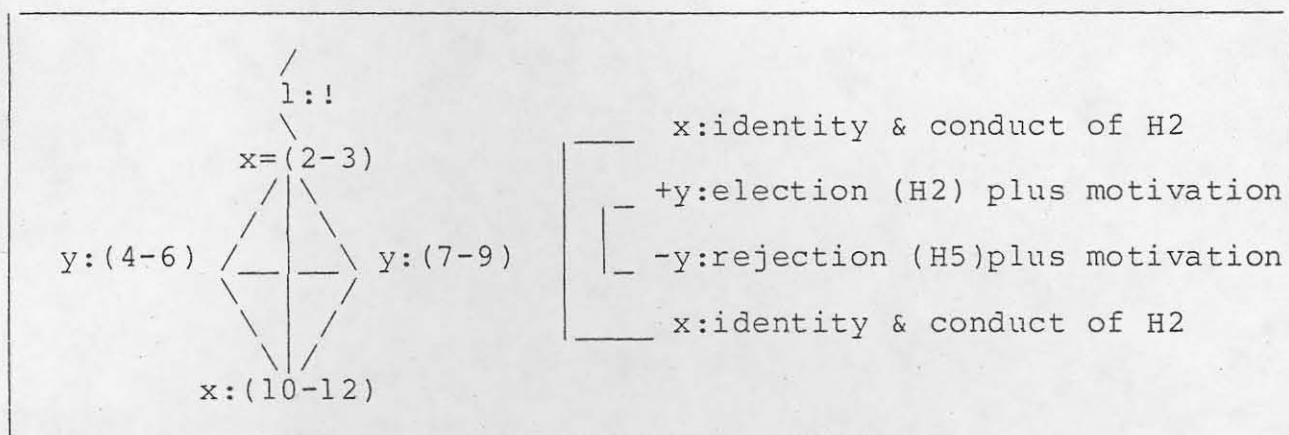 1:!
x=(2-3)
y:(4-6)
y:(7-9)
x:(10-12)
x:identity & conduct of H2
+y:election (H2) plus motivation
-y:rejection (H5)plus motivation
x:identity & conduct of H2